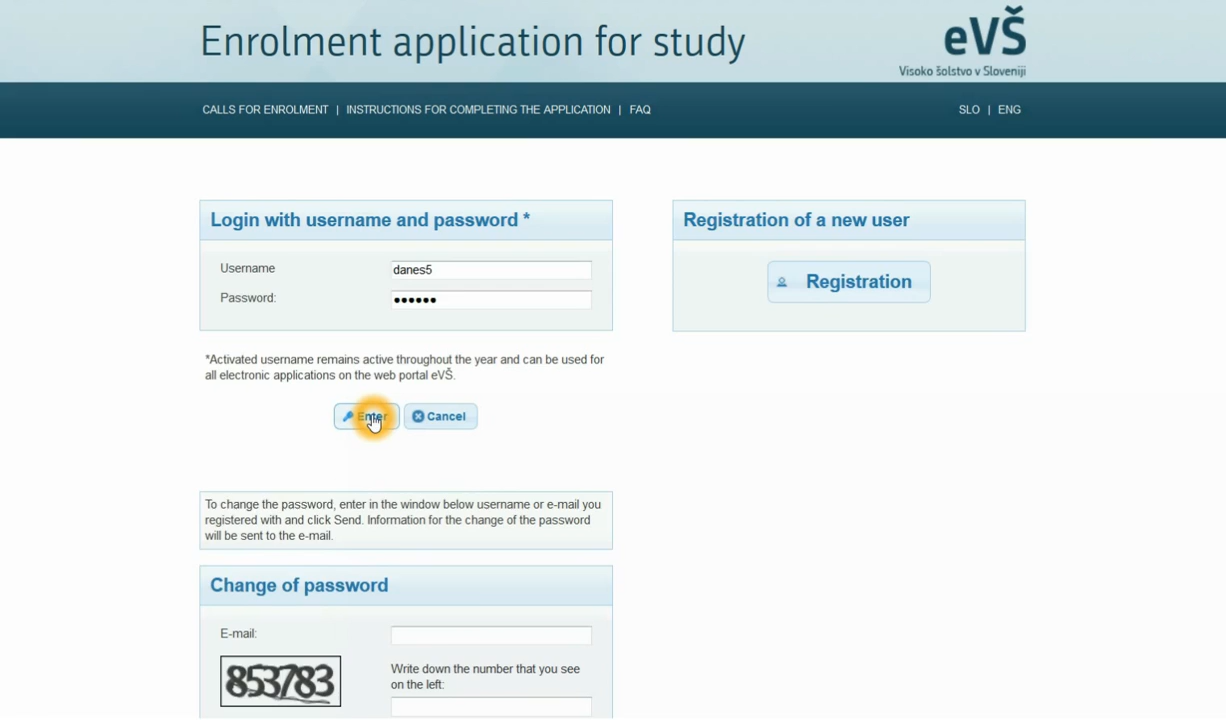 Enrolment application for study
eVŠ
Visoko šolstvo v Sloveniji
CALLS FOR ENROLMENT | INSTRUCTIONS FOR COMPLETING THE APPLICATION | FAQ
SLO | ENG
Login with username and password *
Username
danes5
Password:
••••••
*Activated username remains active throughout the year and can be used for
all electronic applications on the web portal eVŠ.
Enter
Cancel
Registration of a new user
Registration
To change the password, enter in the window below username or e-mail you
registered with and click Send. Information for the change of the password
will be sent to the e-mail.
Change of password
E-mail:
853783
Write down the number that you see
on the left: